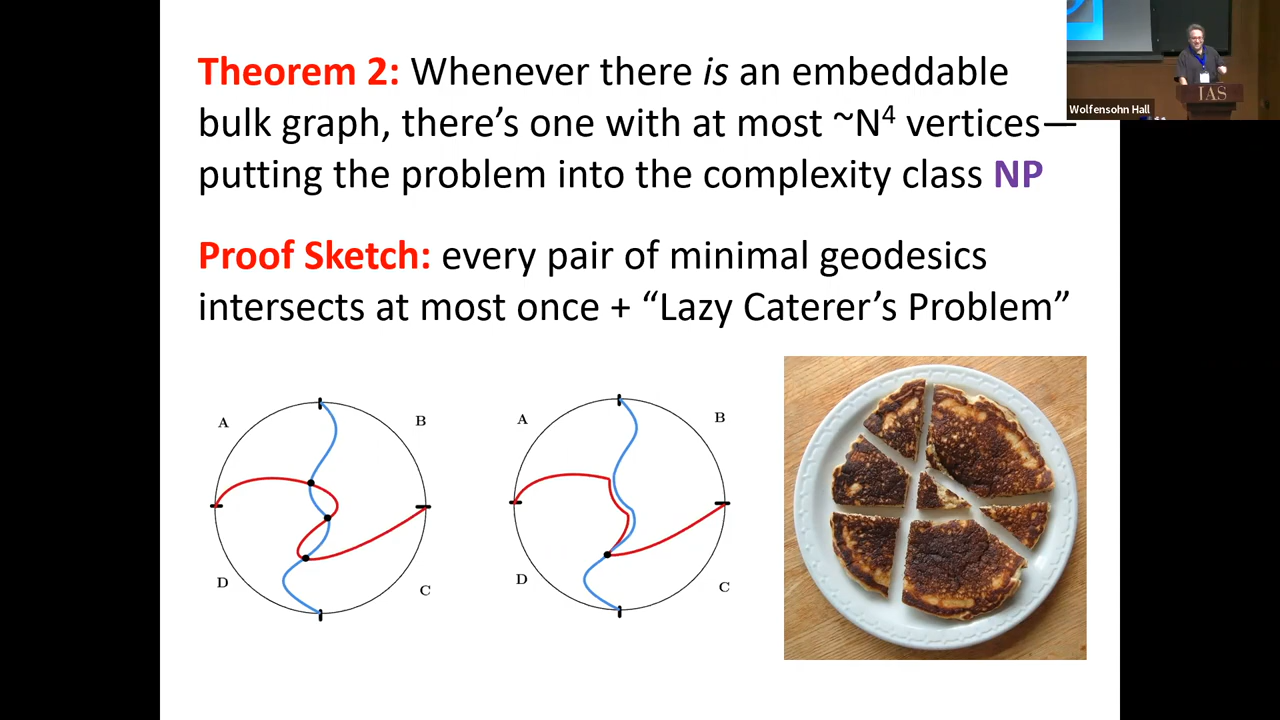 Theorem 2: Whenever there is an embeddable
bulk graph, there's one with at most ~N⁴ vertices—
putting the problem into the complexity class NP
Proof Sketch: every pair of minimal geodesics
intersects at most once + “Lazy Caterer’s Problem”
A
B
D
C
A
B
D
C
IAS
Wolfensohn Hall